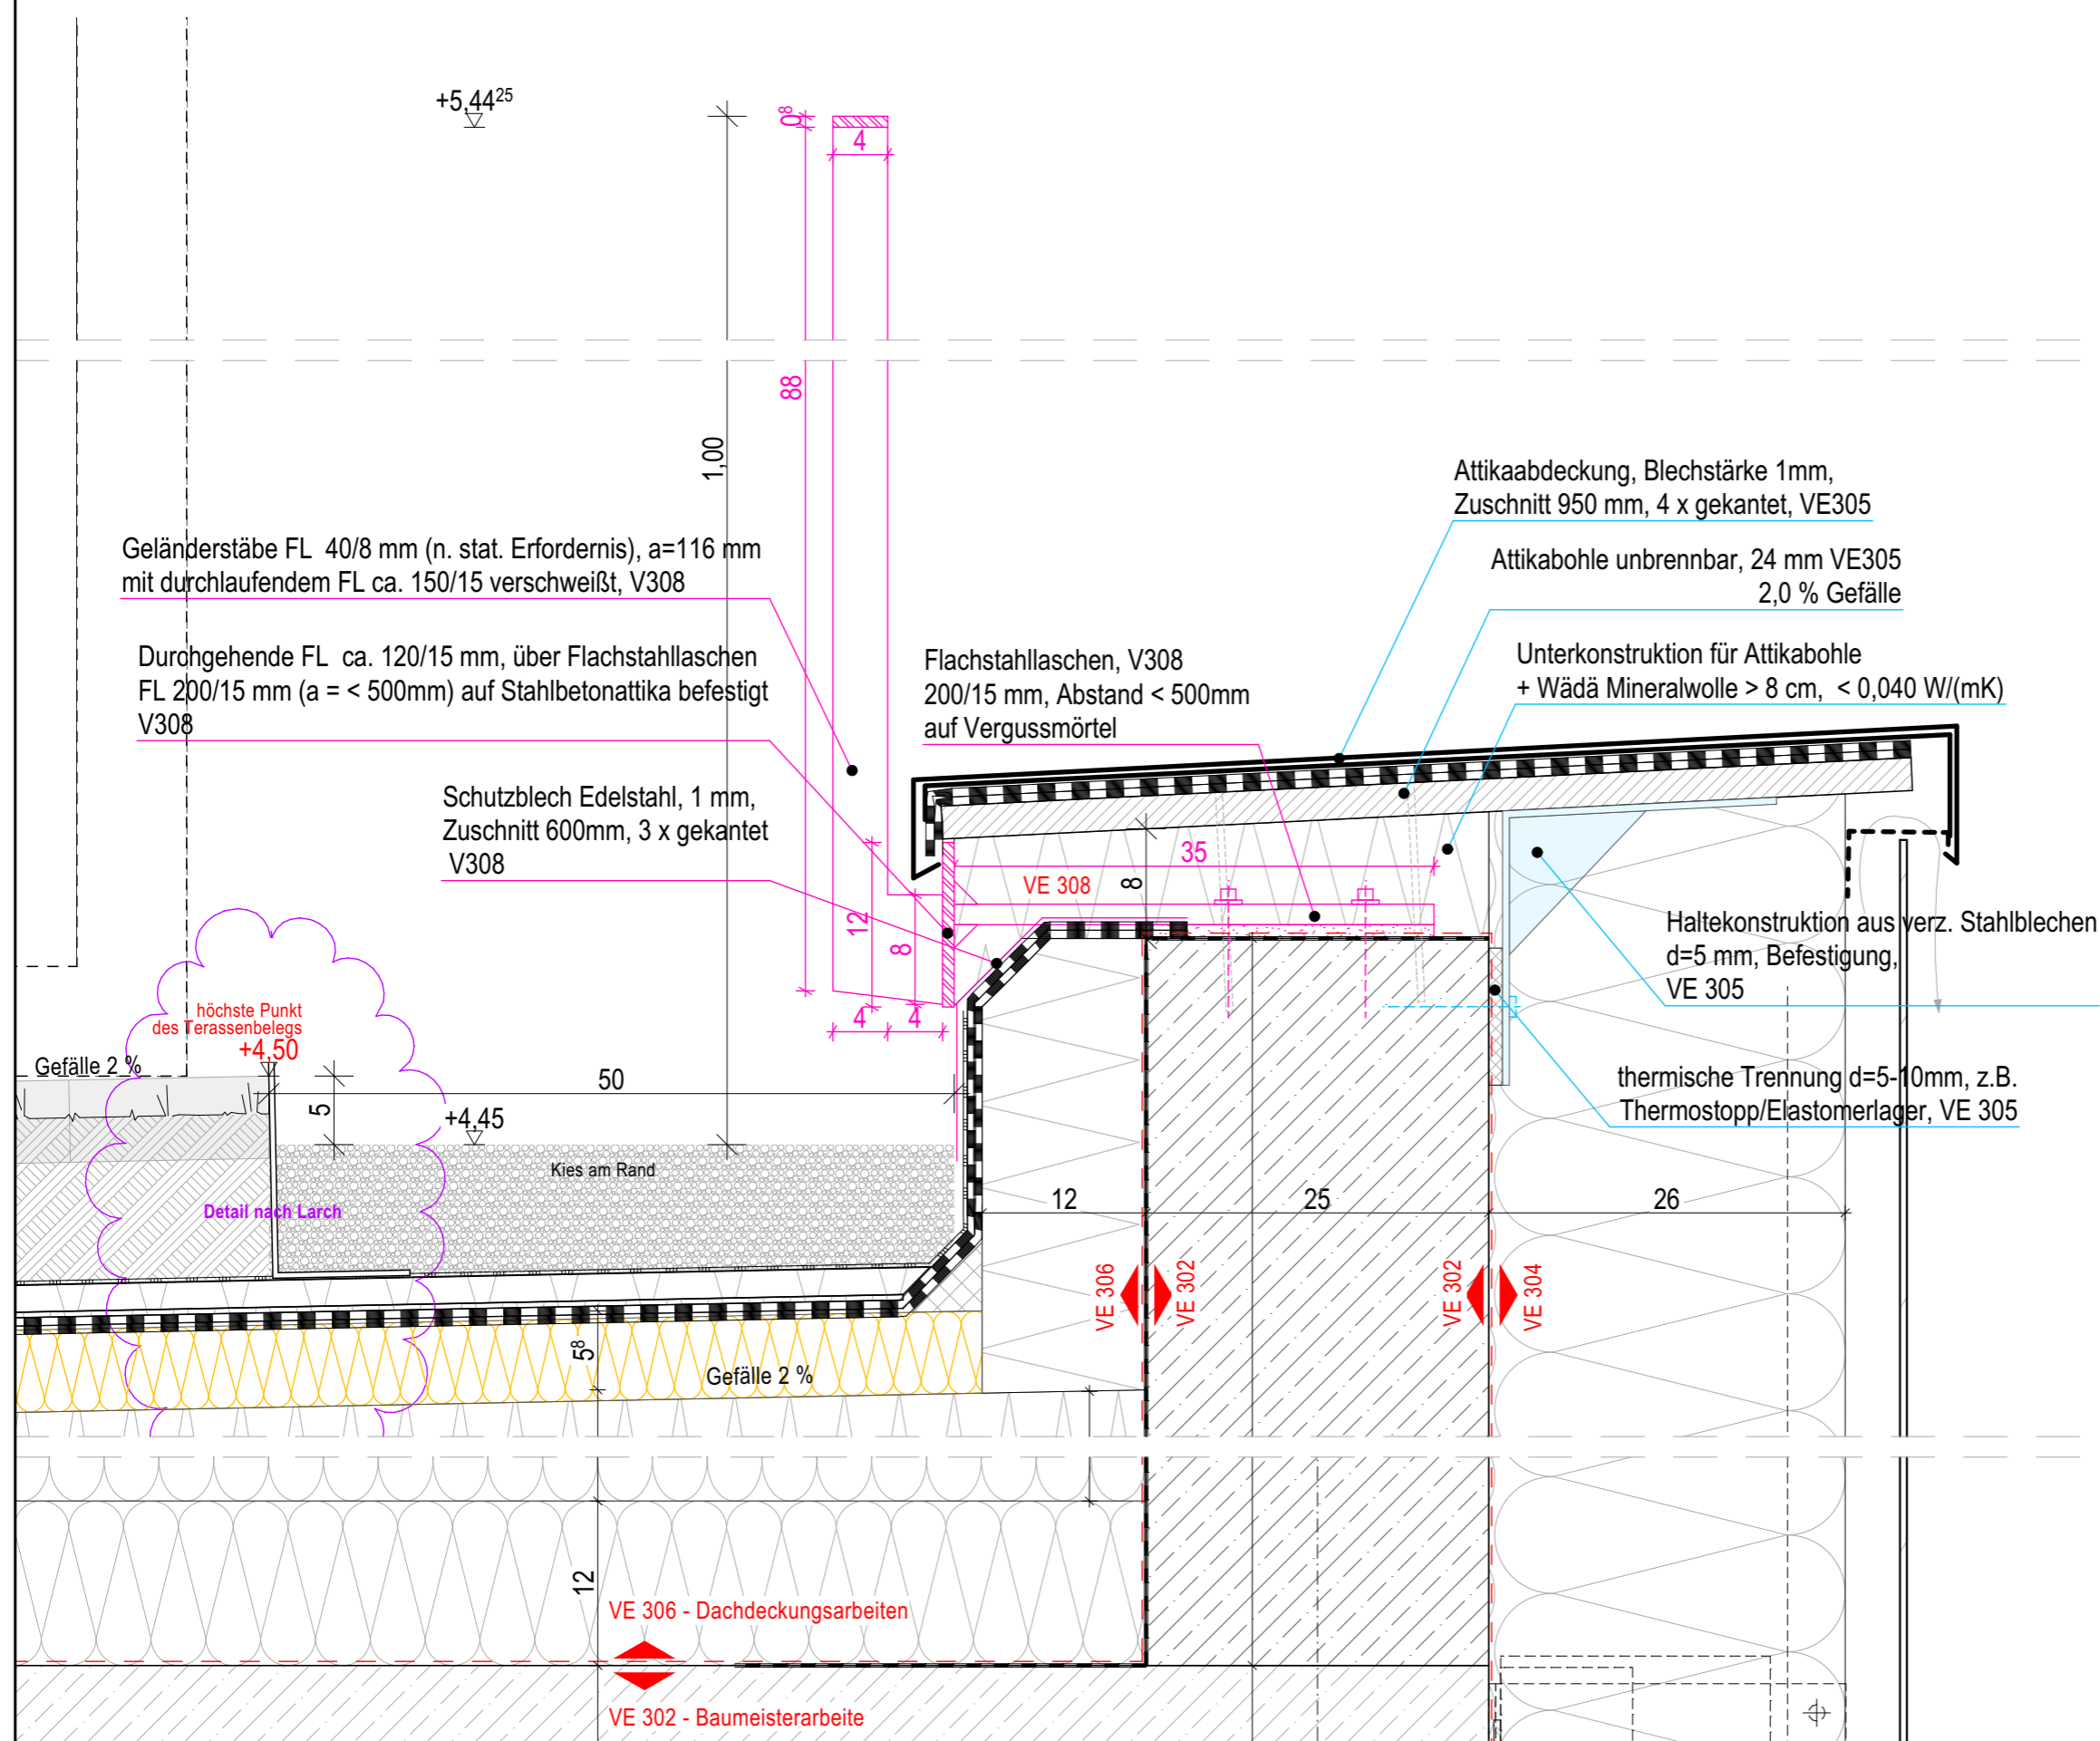 +5,44²⁵
0⁸
4
88
1,00
Attikaabdeckung, Blechstärke 1mm,
Zuschnitt 950 mm, 4 x gekantet, VE305
Geländerstäbe FL 40/8 mm (n. stat. Erfordernis), a=116 mm
mit durchlaufendem FL ca. 150/15 verschweißt, V308
Attikabohle unbrennbar, 24 mm VE305
2,0 % Gefälle
Durchgehende FL ca. 120/15 mm, über Flachstahllaschen
FL 200/15 mm (a = < 500mm) auf Stahlbetonattika befestigt
V308
Flachstahllaschen, V308
200/15 mm, Abstand < 500mm
auf Vergussmörtel
Unterkonstruktion für Attikabohle
+ Wädä Mineralwolle > 8 cm, < 0,040 W/(mK)
Schutzblech Edelstahl, 1 mm,
Zuschnitt 600mm, 3 x gekantet
V308
35
VE 308
8
12
8
4
4
Haltekonstruktion aus verz. Stahlblechen
d=5 mm, Befestigung,
VE 305
höchste Punkt
des Terassenbelegs
+4,50
Gefälle 2 %
50
5
+4,45
thermische Trennung d=5-10mm, z.B.
Thermostopp/Elastomerlager, VE 305
Kies am Rand
Detail nach Larch
12
25
26
VE 306
VE 302
VE 302
VE 304
5⁸
Gefälle 2 %
12
VE 306 - Dachdeckungsarbeiten
VE 302 - Baumeisterarbeite